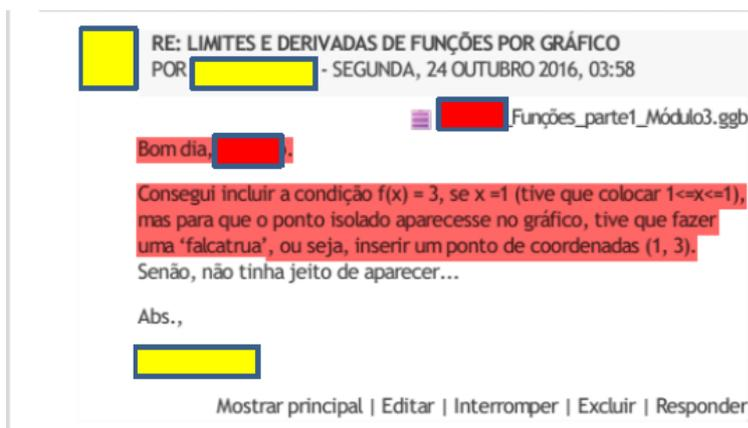 RE: LIMITES E DERIVADAS DE FUNÇÕES POR GRÁFICO
POR - SEGUNDA, 24 OUTUBRO 2016, 03:58
_Funções_parte1_Módulo3.ggb
Bom dia, .
Consegui incluir a condição f(x) = 3, se x =1 (tive que colocar 1<=x<=1),
mas para que o ponto isolado aparecesse no gráfico, tive que fazer
uma ‘falcatrua’, ou seja, inserir um ponto de coordenadas (1, 3).
Senão, não tinha jeito de aparecer...
Abs.,
Mostrar principal | Editar | Interromper | Excluir | Responder